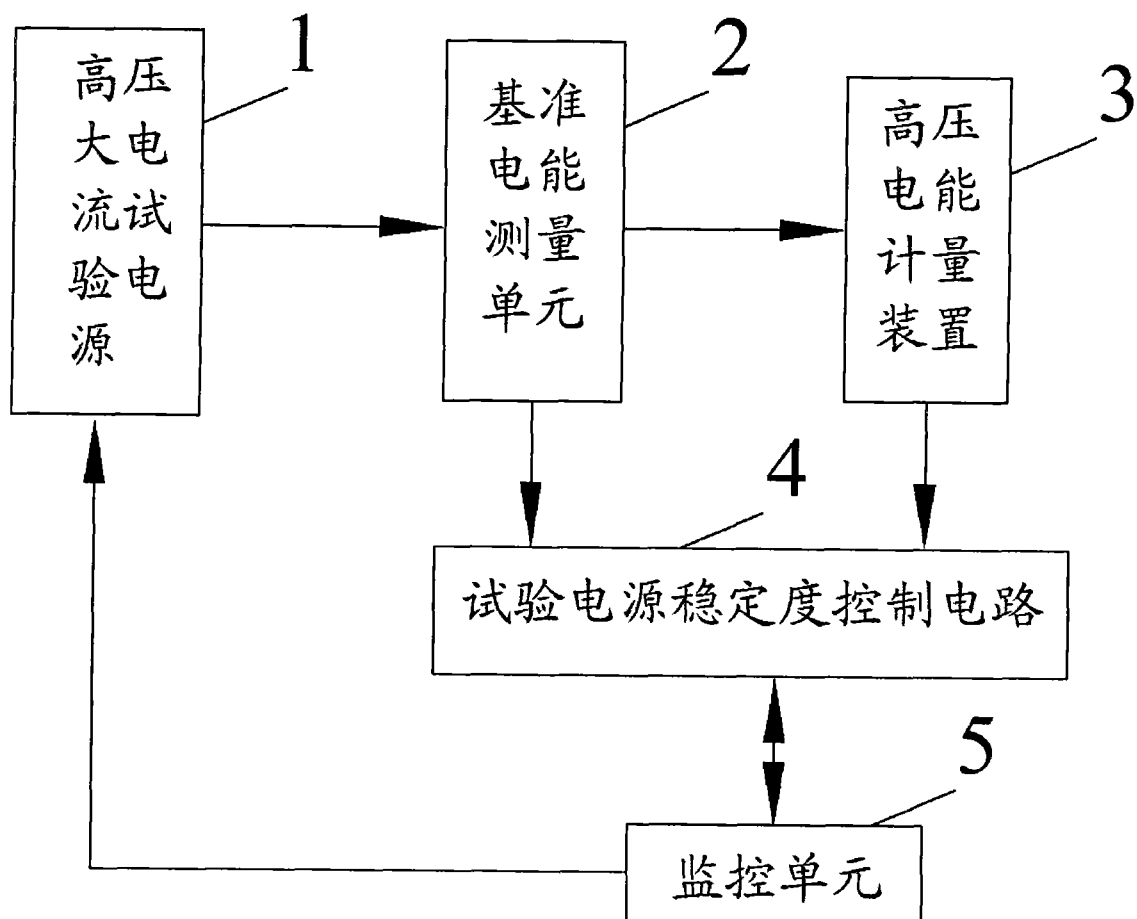 1
高压
大电
流试
验电
源
2
基准
电能
测量
单元
3
高压
电能
计量
装置
4
试验电源稳定度控制电路
5
监控单元